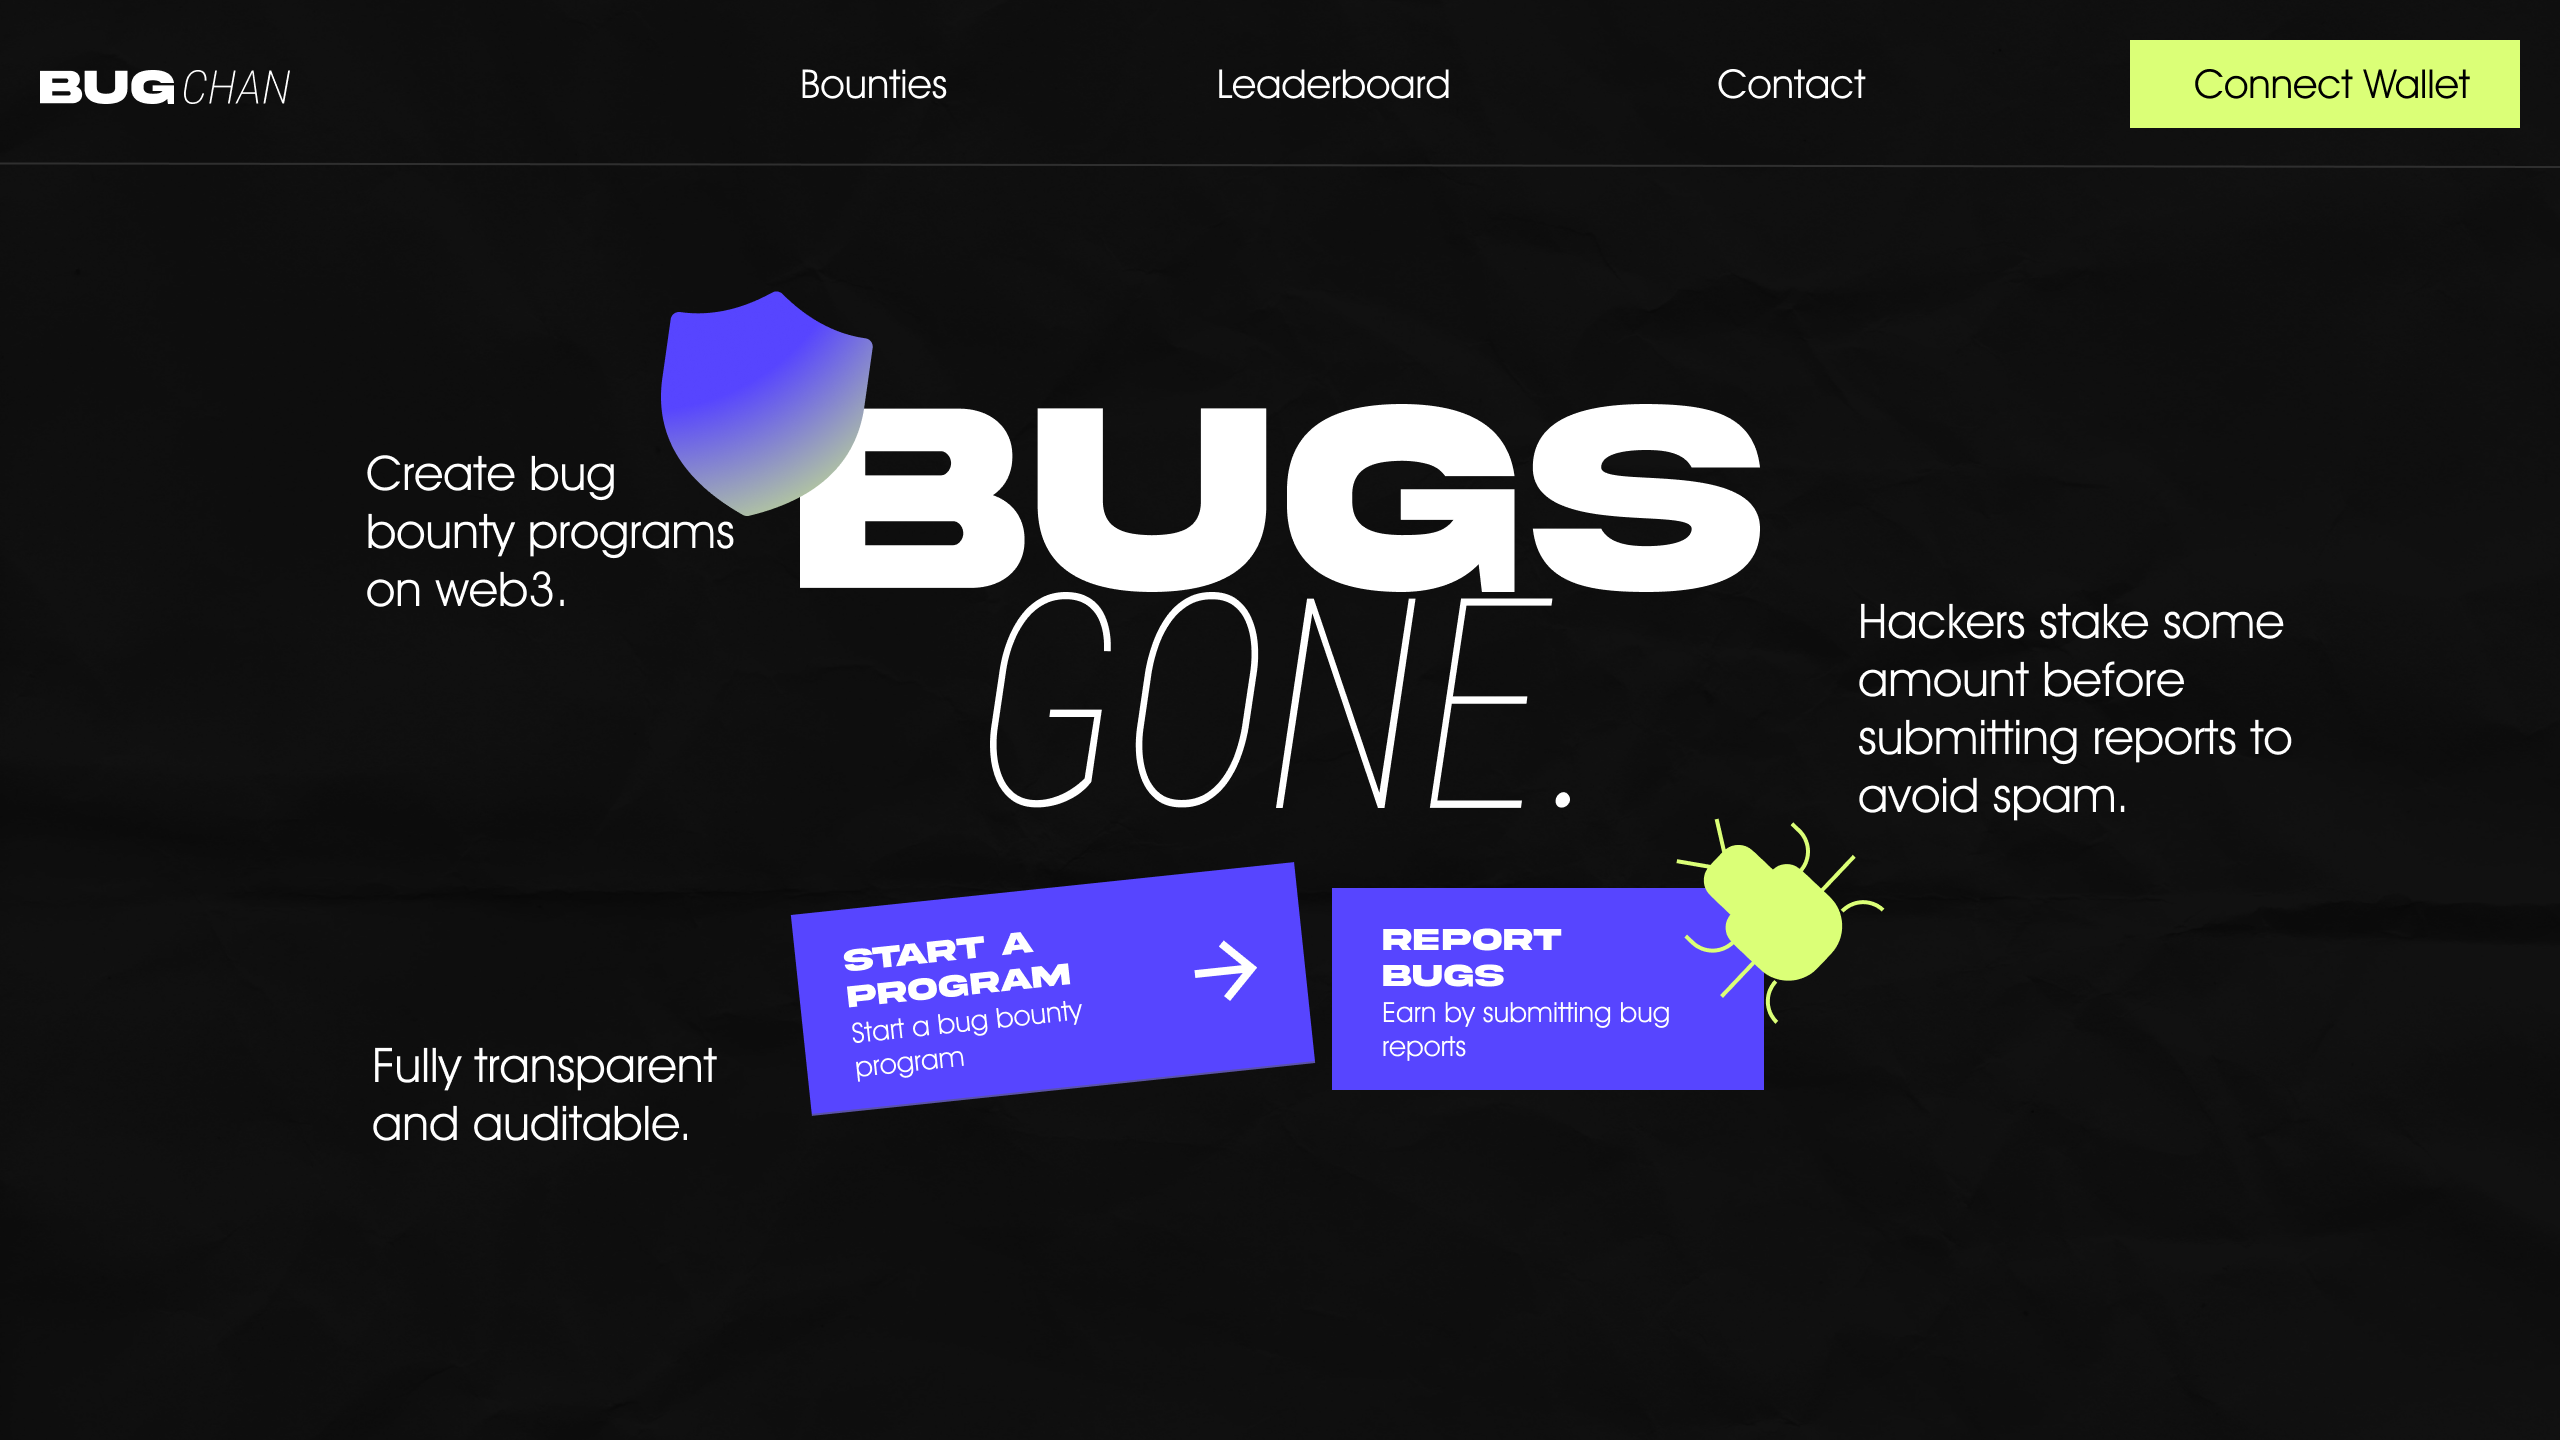 BUG CHAN
Bounties
Leaderboard
Contact
Connect Wallet
Create bug
bounty programs
on web3.
BUGS
GONE.
Hackers stake some
amount before
submitting reports to
avoid spam.
START A
PROGRAM
Start a bug bounty
program
REPORT
BUGS
Earn by submitting bug
reports
Fully transparent
and auditable.